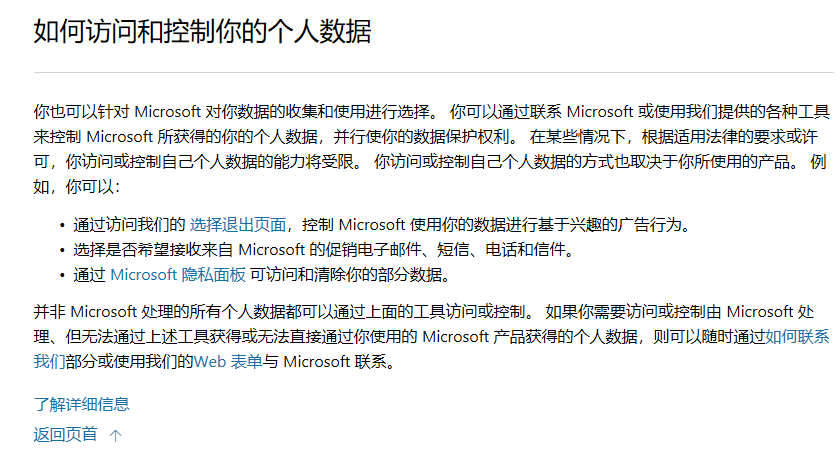 如何访问和控制你的个人数据
你也可以针对 Microsoft 对你数据的收集和使用进行选择。 你可以通过联系 Microsoft 或使用我们提供的各种工具
来控制 Microsoft 所获得的你的个人数据，并行使你的数据保护权利。 在某些情况下，根据适用法律的要求或许
可，你访问或控制自己个人数据的能力将受限。 你访问或控制自己个人数据的方式也取决于你所使用的产品。 例
如，你可以：
• 通过访问我们的 选择退出页面，控制 Microsoft 使用你的数据进行基于兴趣的广告行为。
• 选择是否希望接收来自 Microsoft 的促销电子邮件、短信、电话和信件。
• 通过 Microsoft 隐私面板 可访问和清除你的部分数据。
并非 Microsoft 处理的所有个人数据都可以通过上面的工具访问或控制。 如果你需要访问或控制由 Microsoft 处
理、但无法通过上述工具获得或无法直接通过你使用的 Microsoft 产品获得的个人数据，则可以随时通过如何联系
我们部分或使用我们的Web 表单与 Microsoft 联系。
了解详细信息
返回页首 ↑